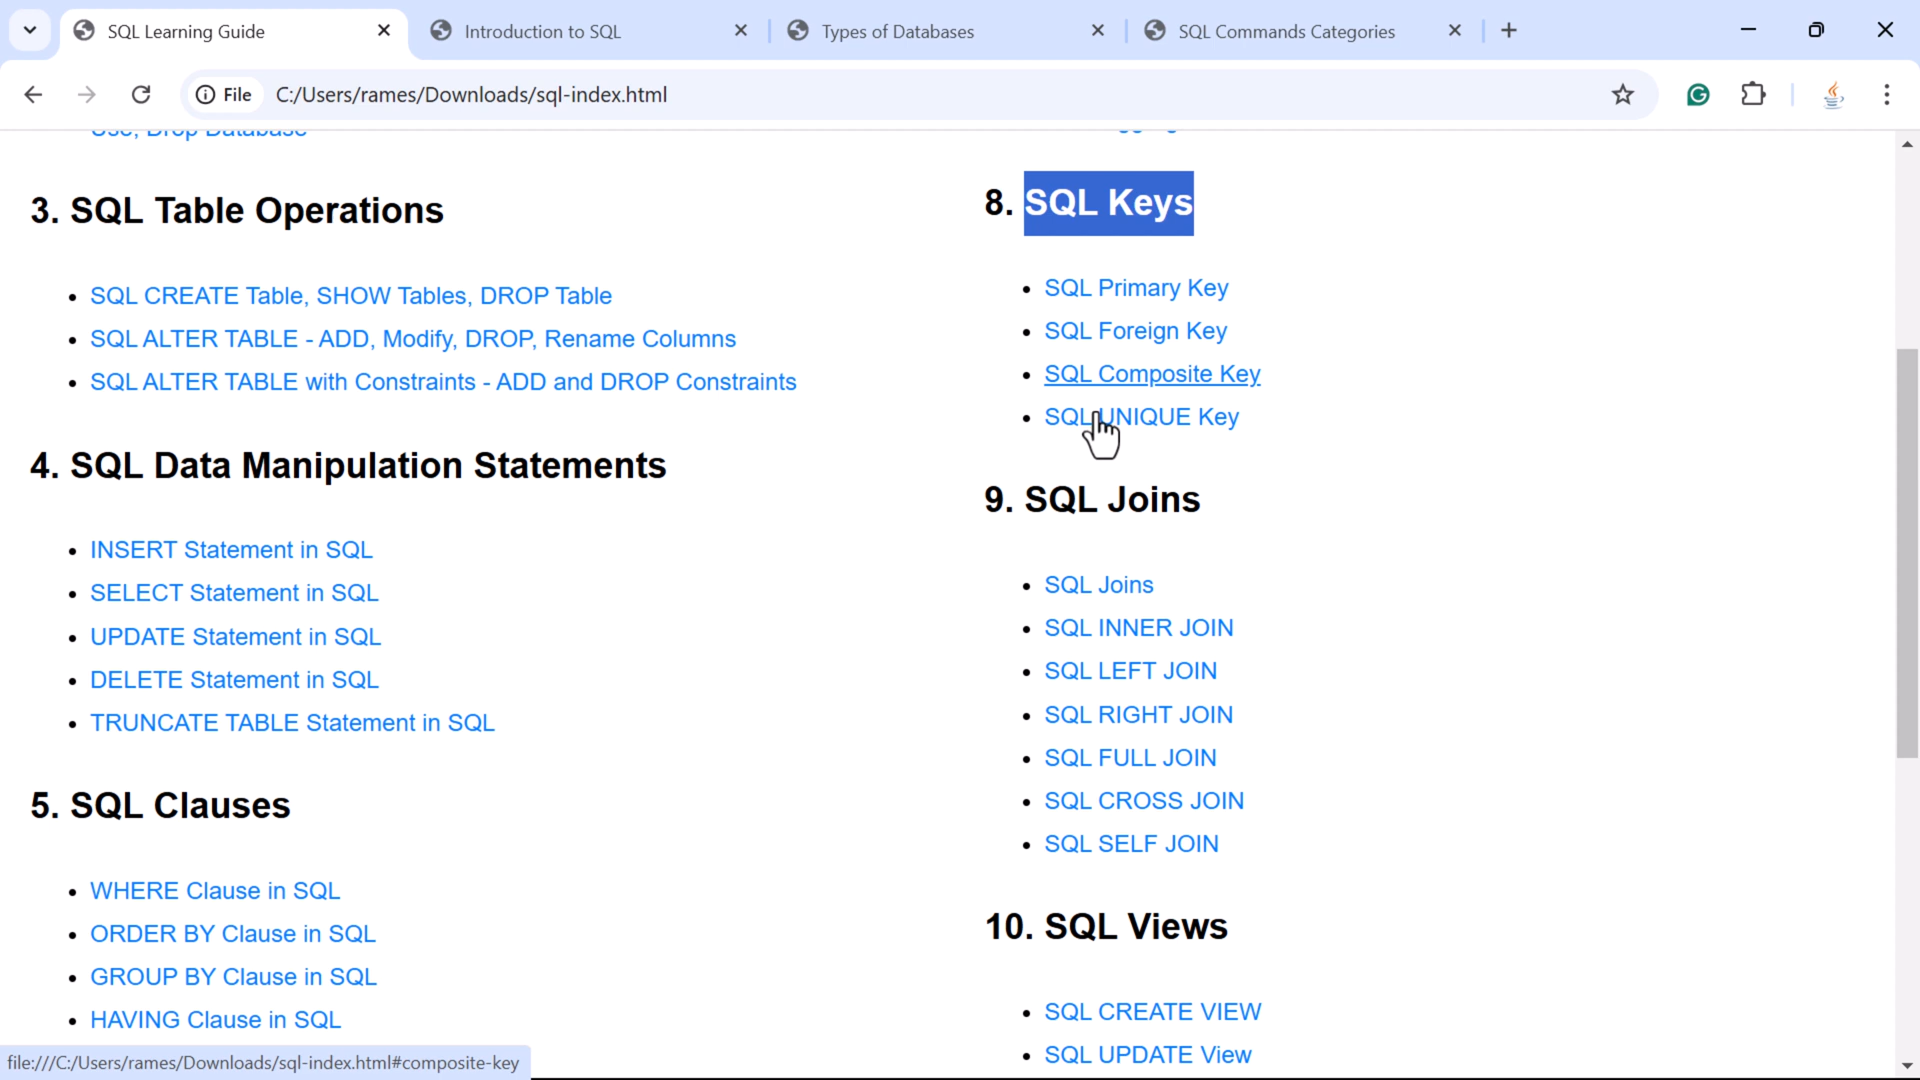 SQL Learning Guide
Introduction to SQL
Types of Databases
SQL Commands Categories
File
C:/Users/rames/Downloads/sql-index.html
Use, Drop Database
3. SQL Table Operations
SQL CREATE Table, SHOW Tables, DROP Table
SQL ALTER TABLE - ADD, Modify, DROP, Rename Columns
SQL ALTER TABLE with Constraints - ADD and DROP Constraints
4. SQL Data Manipulation Statements
INSERT Statement in SQL
SELECT Statement in SQL
UPDATE Statement in SQL
DELETE Statement in SQL
TRUNCATE TABLE Statement in SQL
5. SQL Clauses
WHERE Clause in SQL
ORDER BY Clause in SQL
GROUP BY Clause in SQL
HAVING Clause in SQL
8. SQL Keys
SQL Primary Key
SQL Foreign Key
SQL Composite Key
SQL UNIQUE Key
9. SQL Joins
SQL Joins
SQL INNER JOIN
SQL LEFT JOIN
SQL RIGHT JOIN
SQL FULL JOIN
SQL CROSS JOIN
SQL SELF JOIN
10. SQL Views
SQL CREATE VIEW
SQL UPDATE View
file:///C:/Users/rames/Downloads/sql-index.html#composite-key